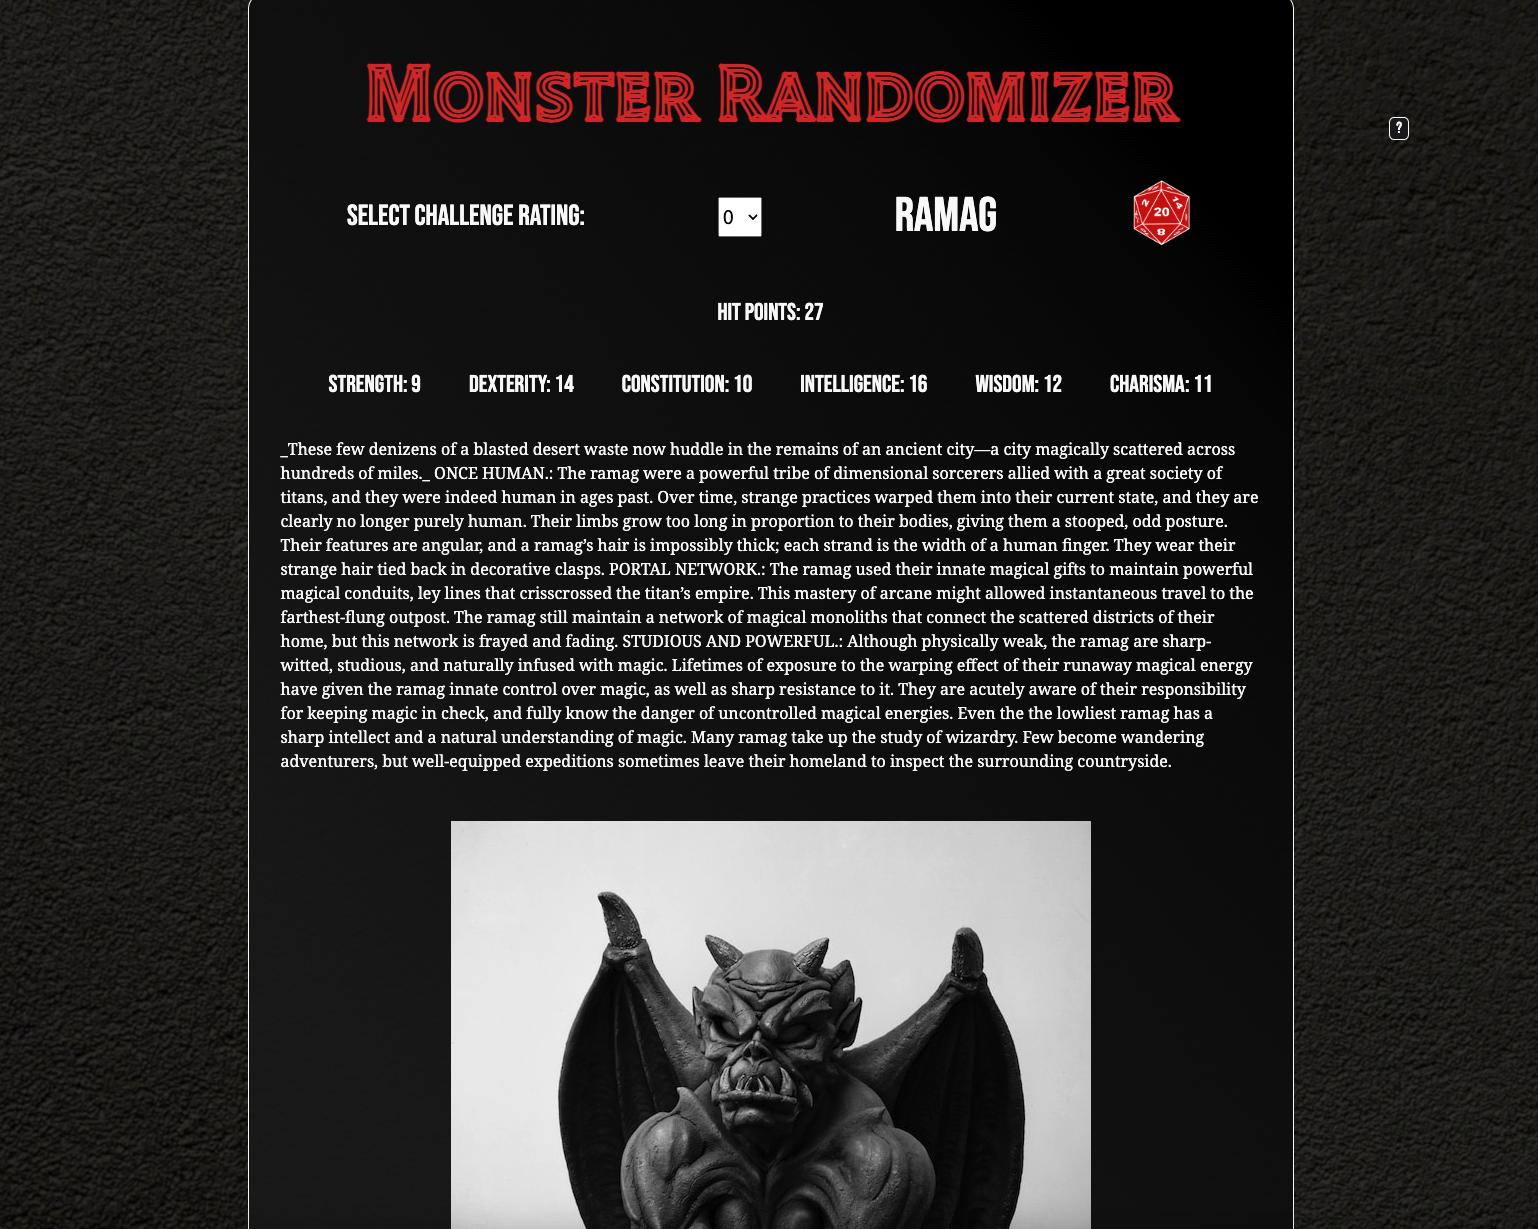 Monster Randomizer
?
SELECT CHALLENGE RATING:
0
RAMAG
2
20
14
8
HIT POINTS: 27
STRENGTH: 9
DEXTERITY: 14
CONSTITUTION: 10
INTELLIGENCE: 16
WISDOM: 12
CHARISMA: 11
_These few denizens of a blasted desert waste now huddle in the remains of an ancient city—a city magically scattered across
hundreds of miles._ ONCE HUMAN.: The ramag were a powerful tribe of dimensional sorcerers allied with a great society of
titans, and they were indeed human in ages past. Over time, strange practices warped them into their current state, and they are
clearly no longer purely human. Their limbs grow too long in proportion to their bodies, giving them a stooped, odd posture.
Their features are angular, and a ramag’s hair is impossibly thick; each strand is the width of a human finger. They wear their
strange hair tied back in decorative clasps. PORTAL NETWORK.: The ramag used their innate magical gifts to maintain powerful
magical conduits, ley lines that crisscrossed the titan’s empire. This mastery of arcane might allowed instantaneous travel to the
farthest-flung outpost. The ramag still maintain a network of magical monoliths that connect the scattered districts of their
home, but this network is frayed and fading. STUDIOUS AND POWERFUL.: Although physically weak, the ramag are sharp-
witted, studious, and naturally infused with magic. Lifetimes of exposure to the warping effect of their runaway magical energy
have given the ramag innate control over magic, as well as sharp resistance to it. They are acutely aware of their responsibility
for keeping magic in check, and fully know the danger of uncontrolled magical energies. Even the the lowliest ramag has a
sharp intellect and a natural understanding of magic. Many ramag take up the study of wizardry. Few become wandering
adventurers, but well-equipped expeditions sometimes leave their homeland to inspect the surrounding countryside.